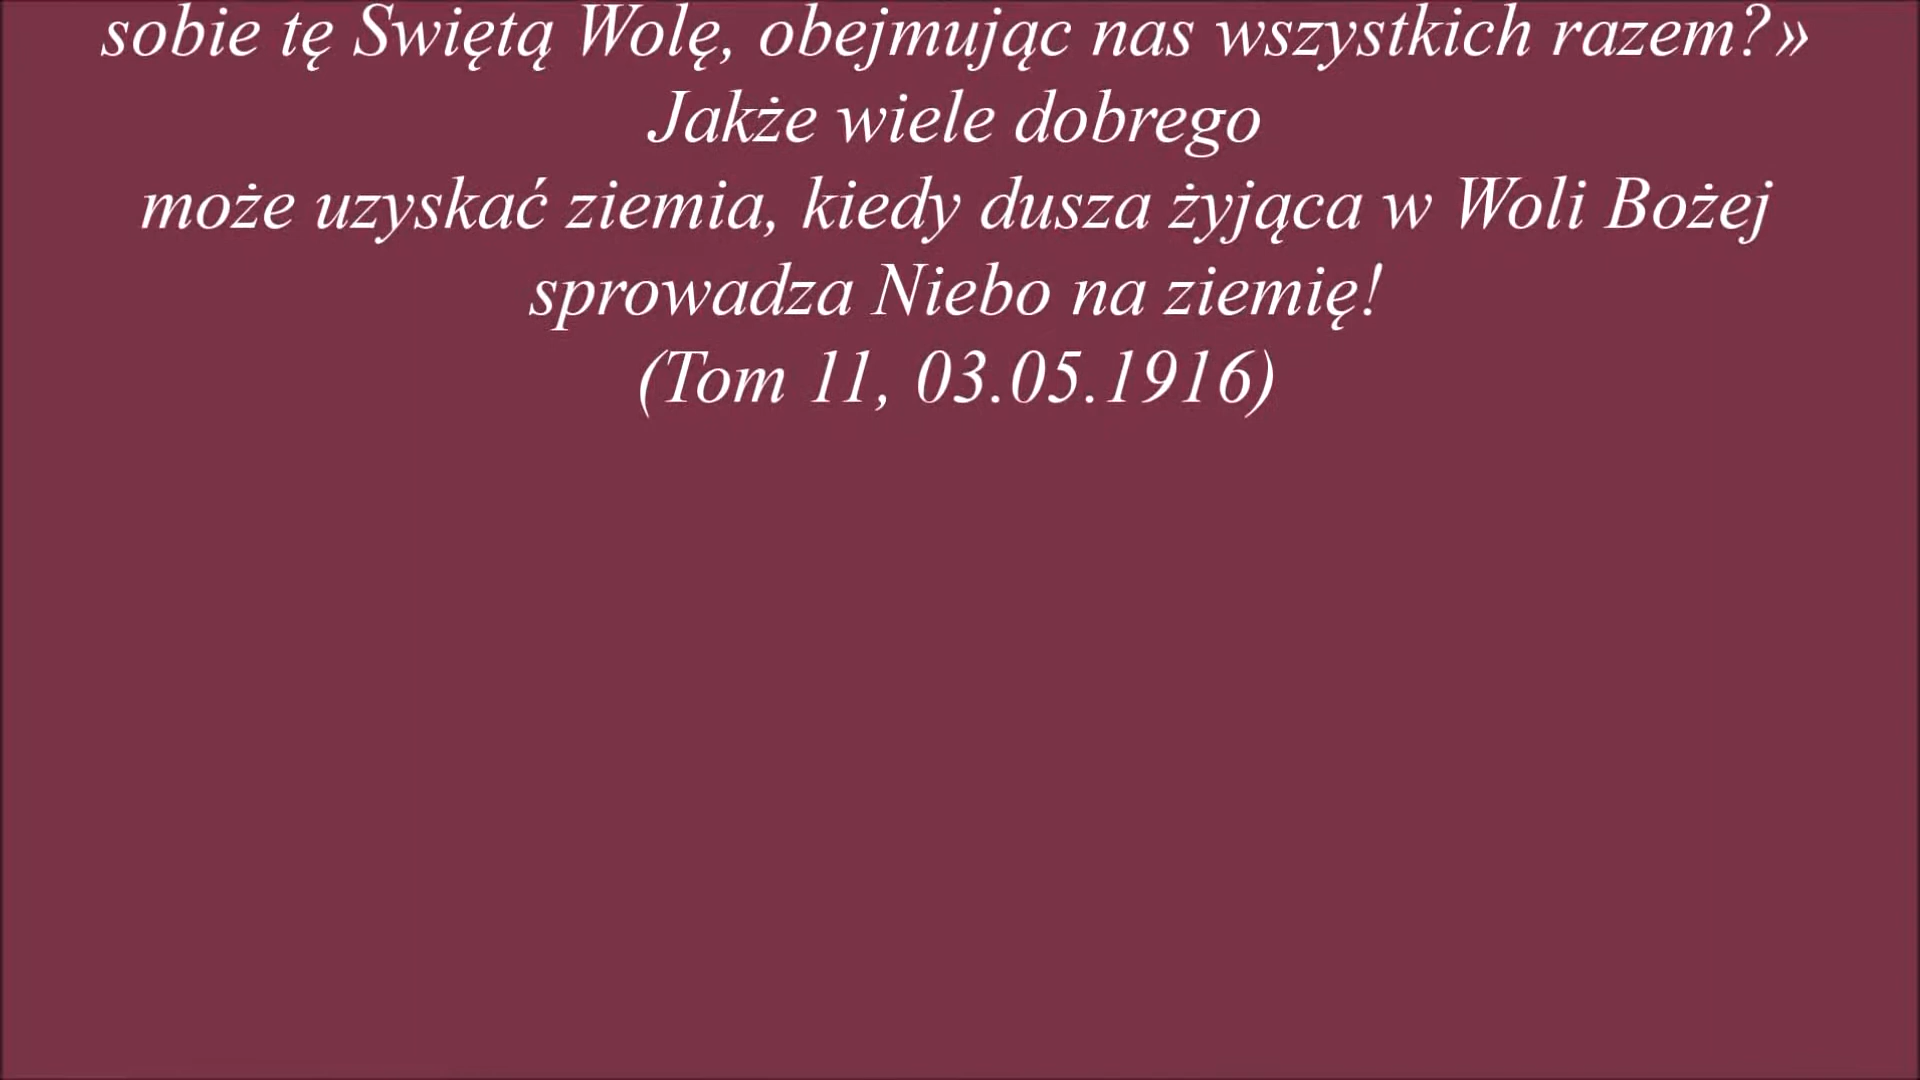 sobie tę Swiętą Wolę, obejmując nas wszystkich razem?»
Jakże wiele dobrego
może uzyskać ziemia, kiedy dusza żyjąca w Woli Bożej
sprowadza Niebo na ziemię!
(Tom 11, 03.05.1916)